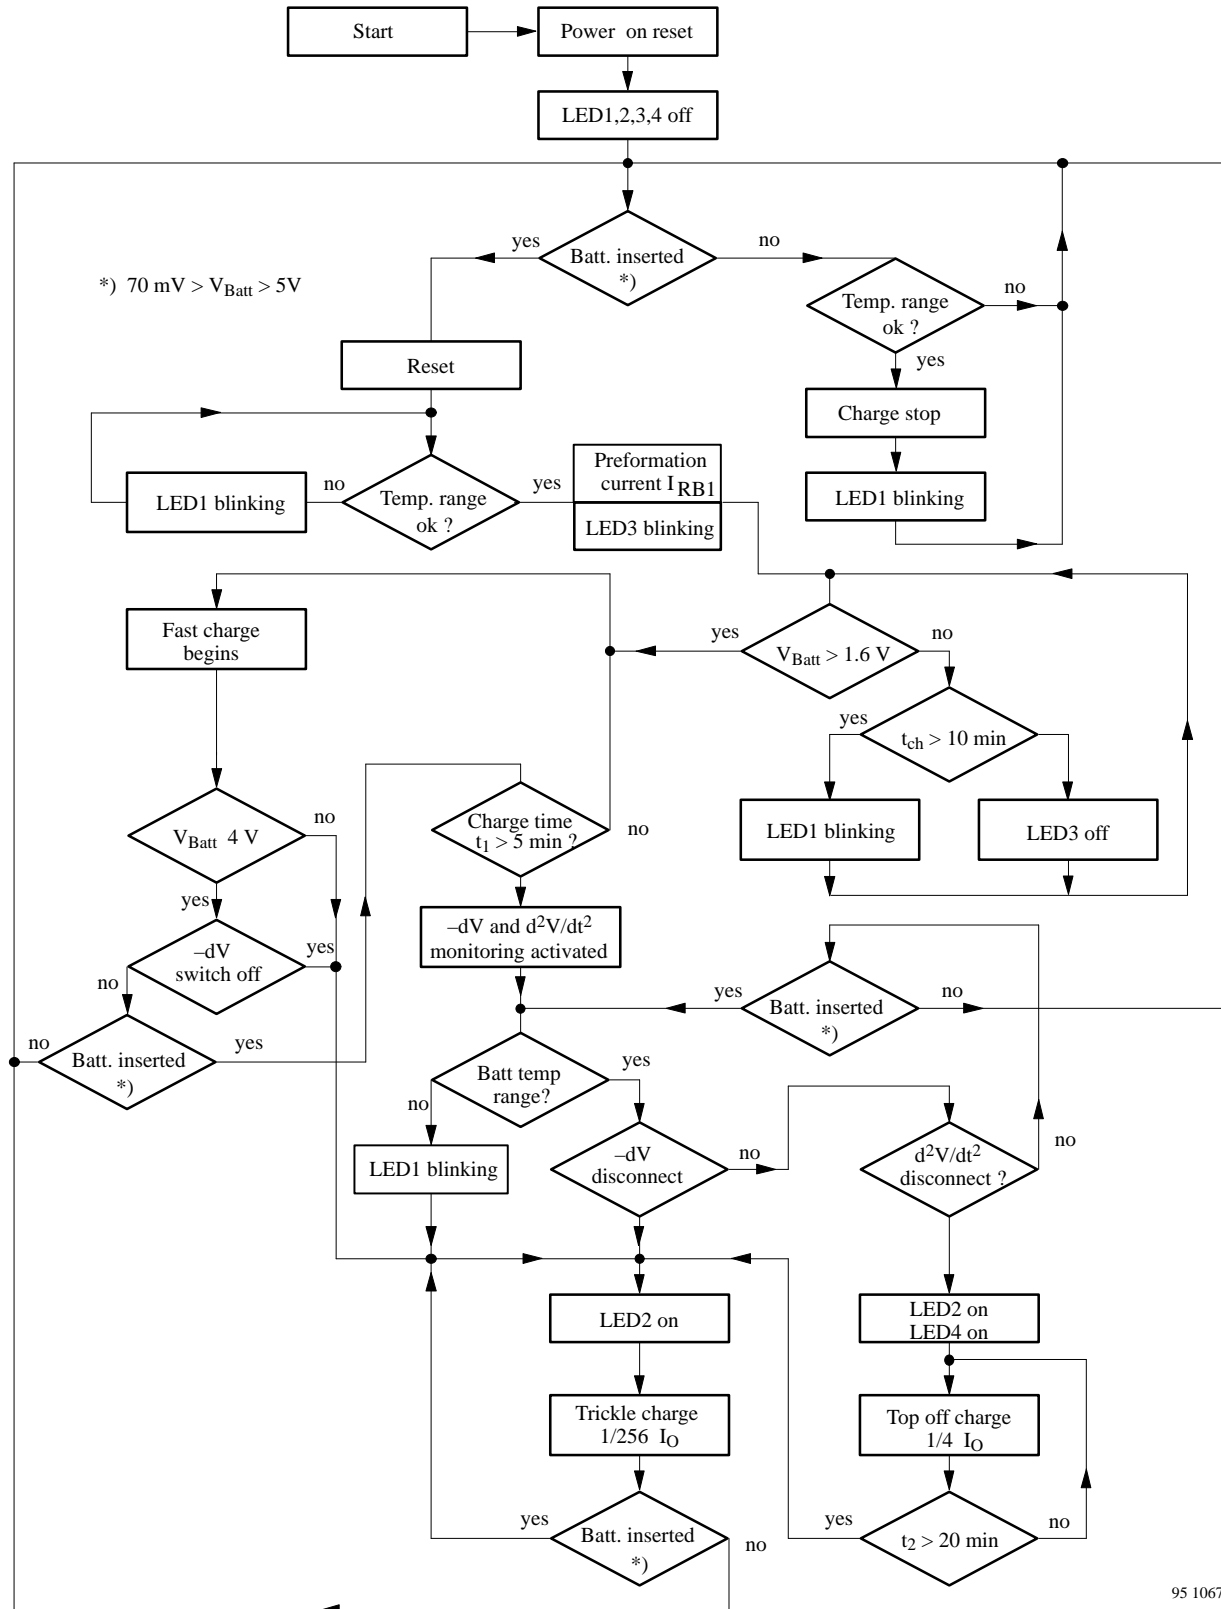 Start
Power on reset
LED1,2,3,4 off
yes
Batt. inserted
*)
no
*) 70 mV > VBatt > 5V
Temp. range
ok ?
no
yes
Reset
Charge stop
no
Temp. range
ok ?
yes
LED1 blinking
Preformation
current IRB1
LED3 blinking
LED1 blinking
Fast charge
begins
yes
VBatt > 1.6 V
no
yes
tch > 10 min
VBatt 4 V
no
Charge time
t1 > 5 min ?
no
LED1 blinking
LED3 off
yes
–dV
switch off
yes
–dV and d²V/dt²
monitoring activated
no
yes
Batt. inserted
*)
no
no
Batt. inserted
*)
yes
Batt temp
range?
yes
no
LED1 blinking
–dV
disconnect
no
d²V/dt²
disconnect ?
no
LED2 on
LED2 on
LED4 on
Trickle charge
1/256 IO
Top off charge
1/4 IO
yes
Batt. inserted
*)
no
yes
t2 > 20 min
no
95 1067